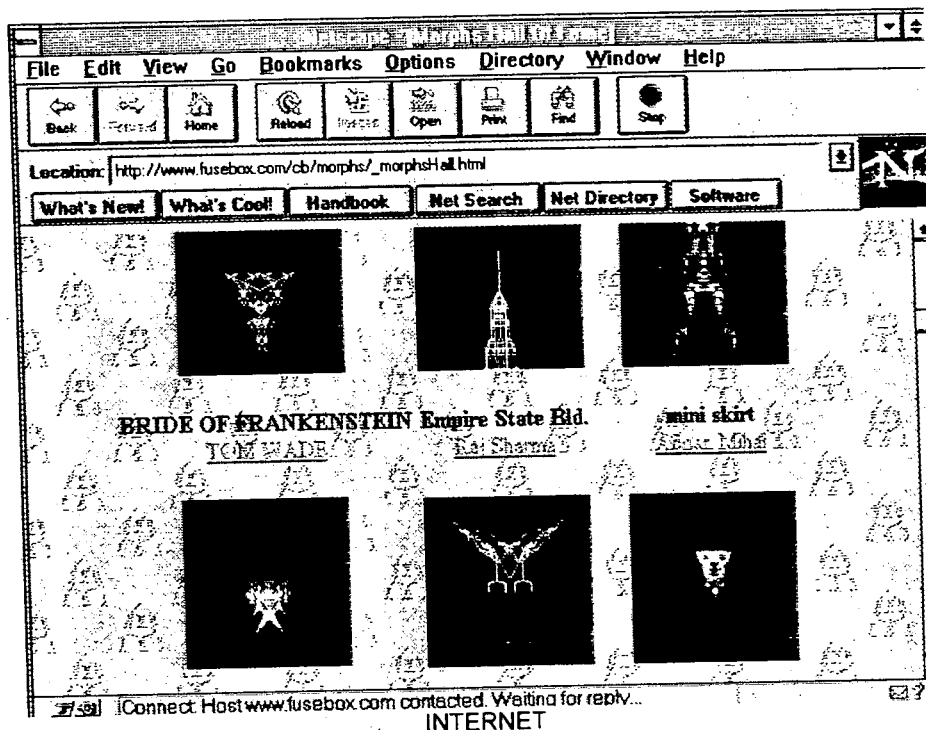 Netscape - [Morphs Hall of Fame]
File Edit View Go Bookmarks Options Directory Window Help
Back Forward Home Reload Images Open Print Find Stop
Location: http://www.fusebox.com/cb/morphs/_morphsHall.html
What's New! What's Cool! Handbook Net Search Net Directory Software
BRIDE OF FRANKENSTEIN Empire State Bld. mini skirt
TOM WADE Raj Sharma
Connect: Host www.fusebox.com contacted. Waiting for reply...
INTERNET